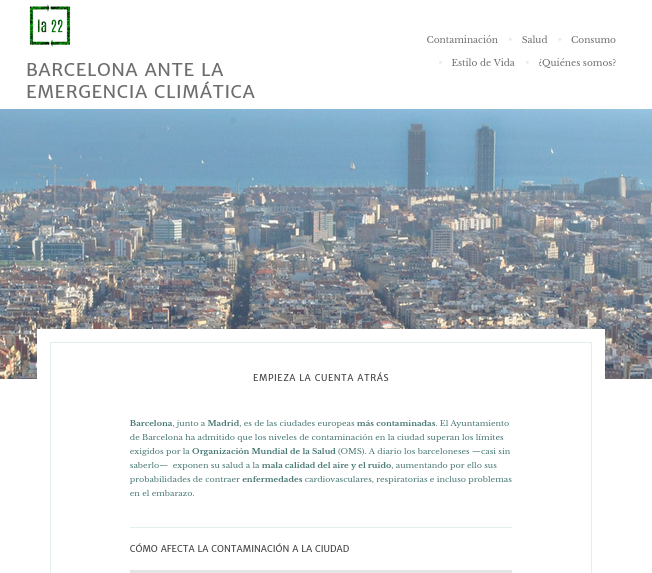 la 22
BARCELONA ANTE LA
EMERGENCIA CLIMÁTICA
Contaminación
Salud
Consumo
Estilo de Vida
¿Quiénes somos?
EMPIEZA LA CUENTA ATRÁS
Barcelona, junto a Madrid, es de las ciudades europeas más contaminadas. El Ayuntamiento
de Barcelona ha admitido que los niveles de contaminación en la ciudad superan los límites
exigidos por la Organización Mundial de la Salud (OMS). A diario los barceloneses —casi sin
saberlo— exponen su salud a la mala calidad del aire y el ruido, aumentando por ello sus
probabilidades de contraer enfermedades cardiovasculares, respiratorias e incluso problemas
en el embarazo.
CÓMO AFECTA LA CONTAMINACIÓN A LA CIUDAD